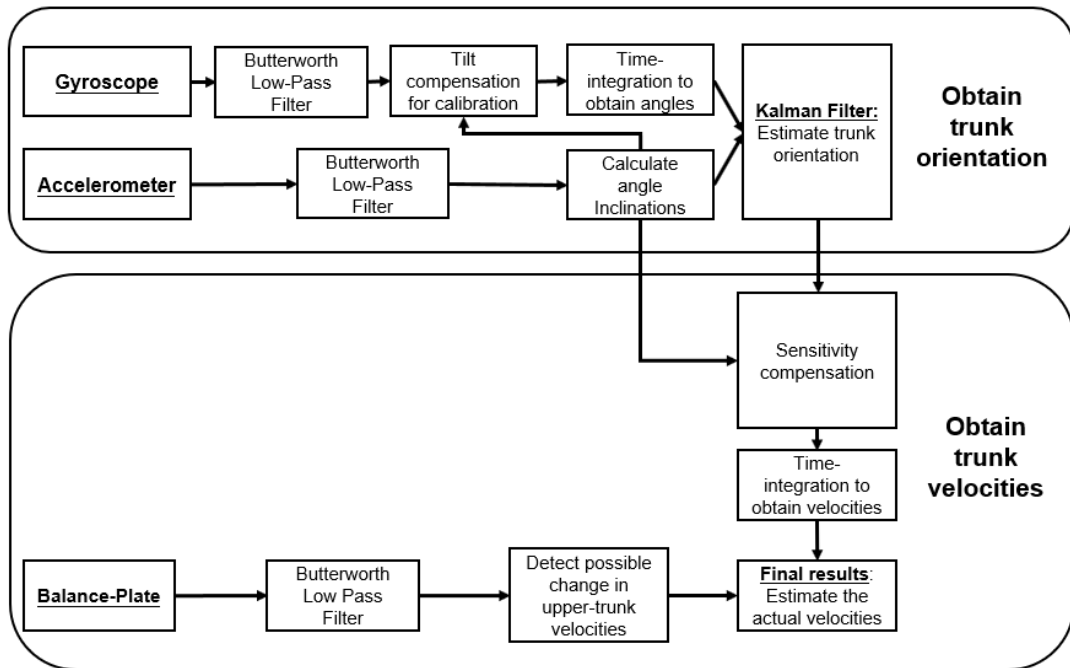 Gyroscope
Butterworth
Low-Pass
Filter
Tilt
compensation
for calibration
Time-
integration to
obtain angles
Kalman Filter:
Estimate trunk
orientation
Obtain
trunk
orientation
Accelerometer
Butterworth
Low-Pass
Filter
Calculate
angle
Inclinations
Sensitivity
compensation
Obtain
trunk
velocities
Time-
integration to
obtain velocities
Balance-Plate
Butterworth
Low Pass
Filter
Detect possible
change in
upper-trunk
velocities
Final results:
Estimate the
actual velocities